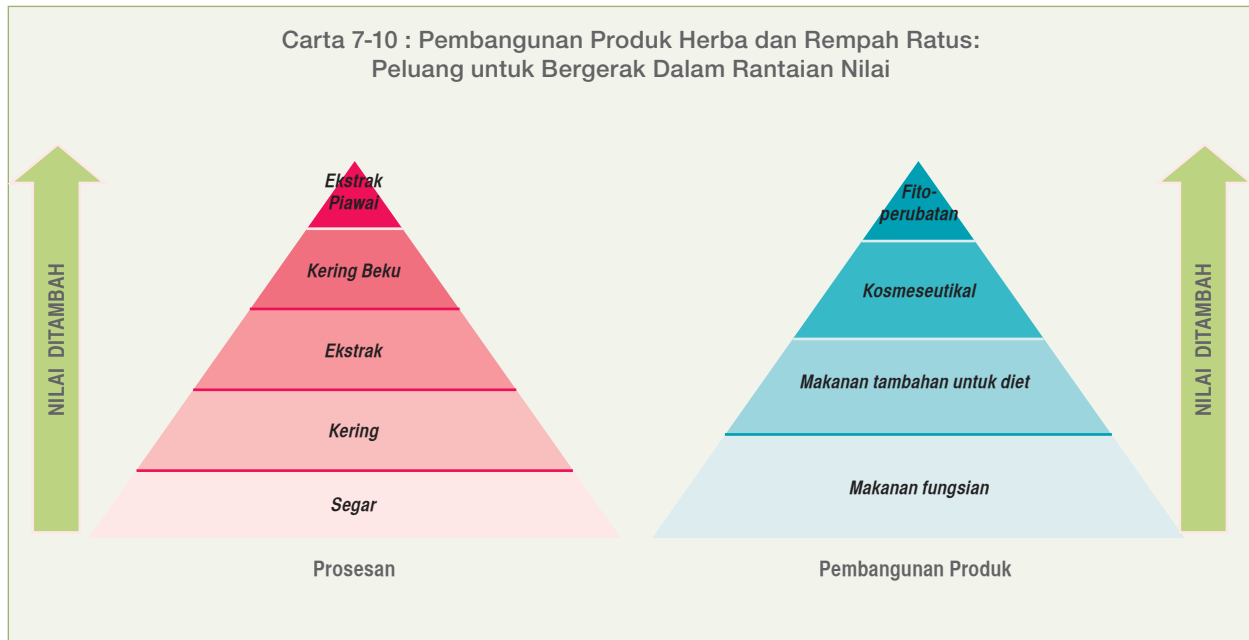 Carta 7-10 : Pembangunan Produk Herba dan Rempah Ratus:
Peluang untuk Bergerak Dalam Rantaian Nilai
NILAI DITAMBAH
Ekstrak
Piawai
Kering Beku
Ekstrak
Kering
Segar
Prosesan
Fito-
perubatan
Kosmeseutikal
Makanan tambahan untuk diet
Makanan fungsian
Pembangunan Produk
NILAI DITAMBAH